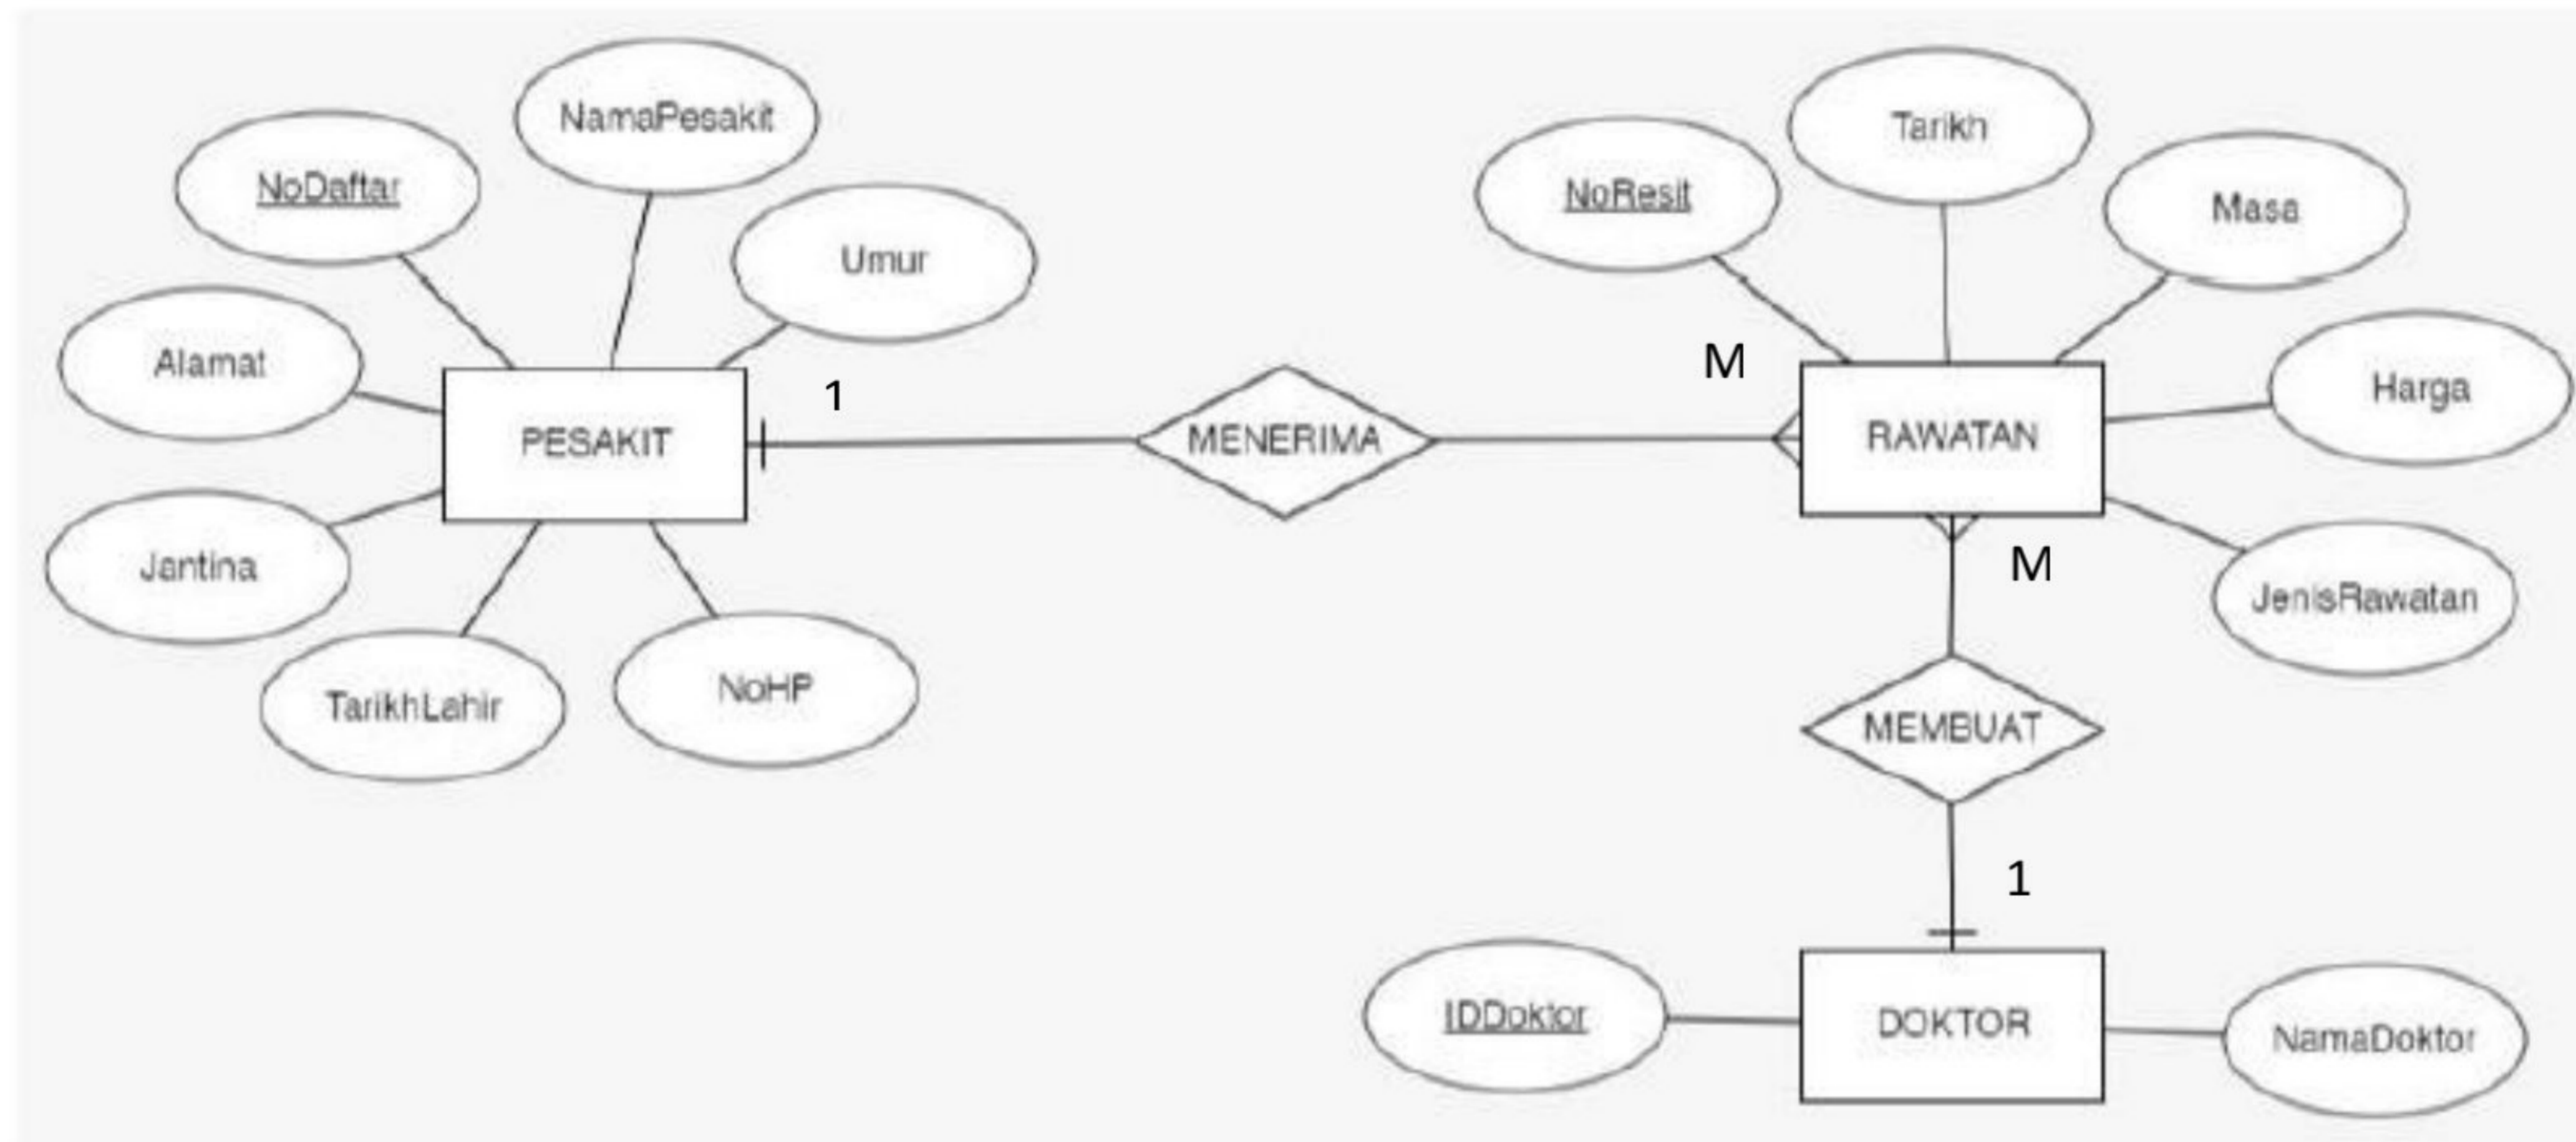 NamaPesakit
NoDaftar
Umur
Alamat
PESAKIT
1
Jantina
TarikhLahir
NoHP
MENERIMA
M
Tarikh
NoResit
Masa
Harga
RAWATAN
JenisRawatan
M
MEMBUAT
1
IDDoktor
DOKTOR
NamaDoktor